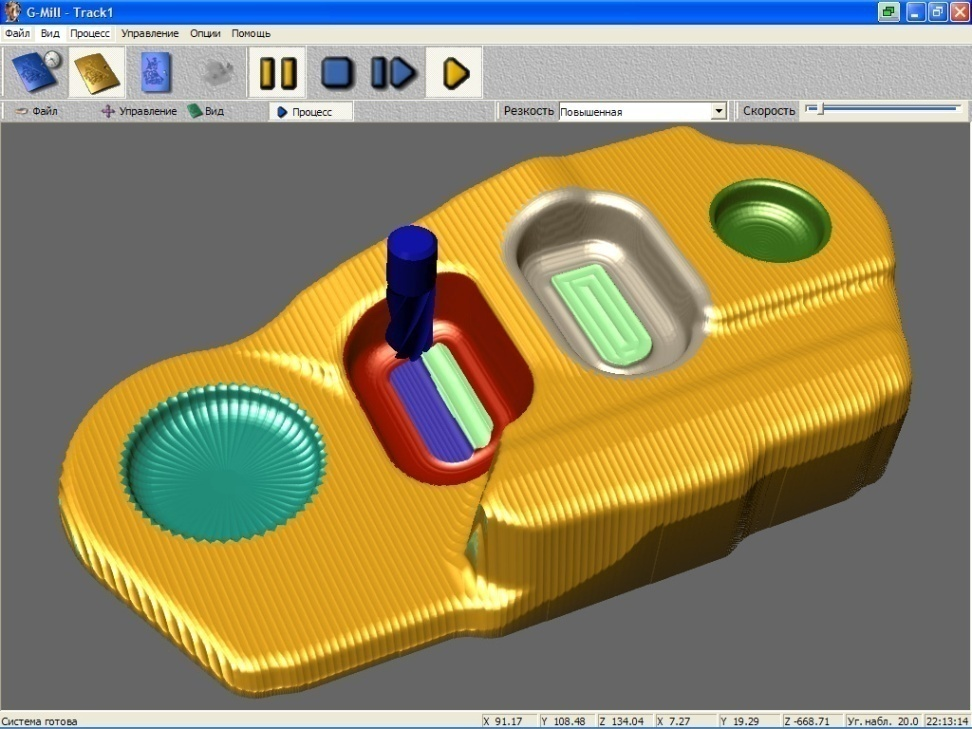 G-Mill - Track1
Файл Вид Процесс Управление Опции Помощь
Файл Управление Вид Процесс Резкость Повышенная Скорость
Система готова X 91.17 Y 108.48 Z 134.04 X 7.27 Y 19.29 Z -668.71 Уг. набл. 20.0 22:13:14